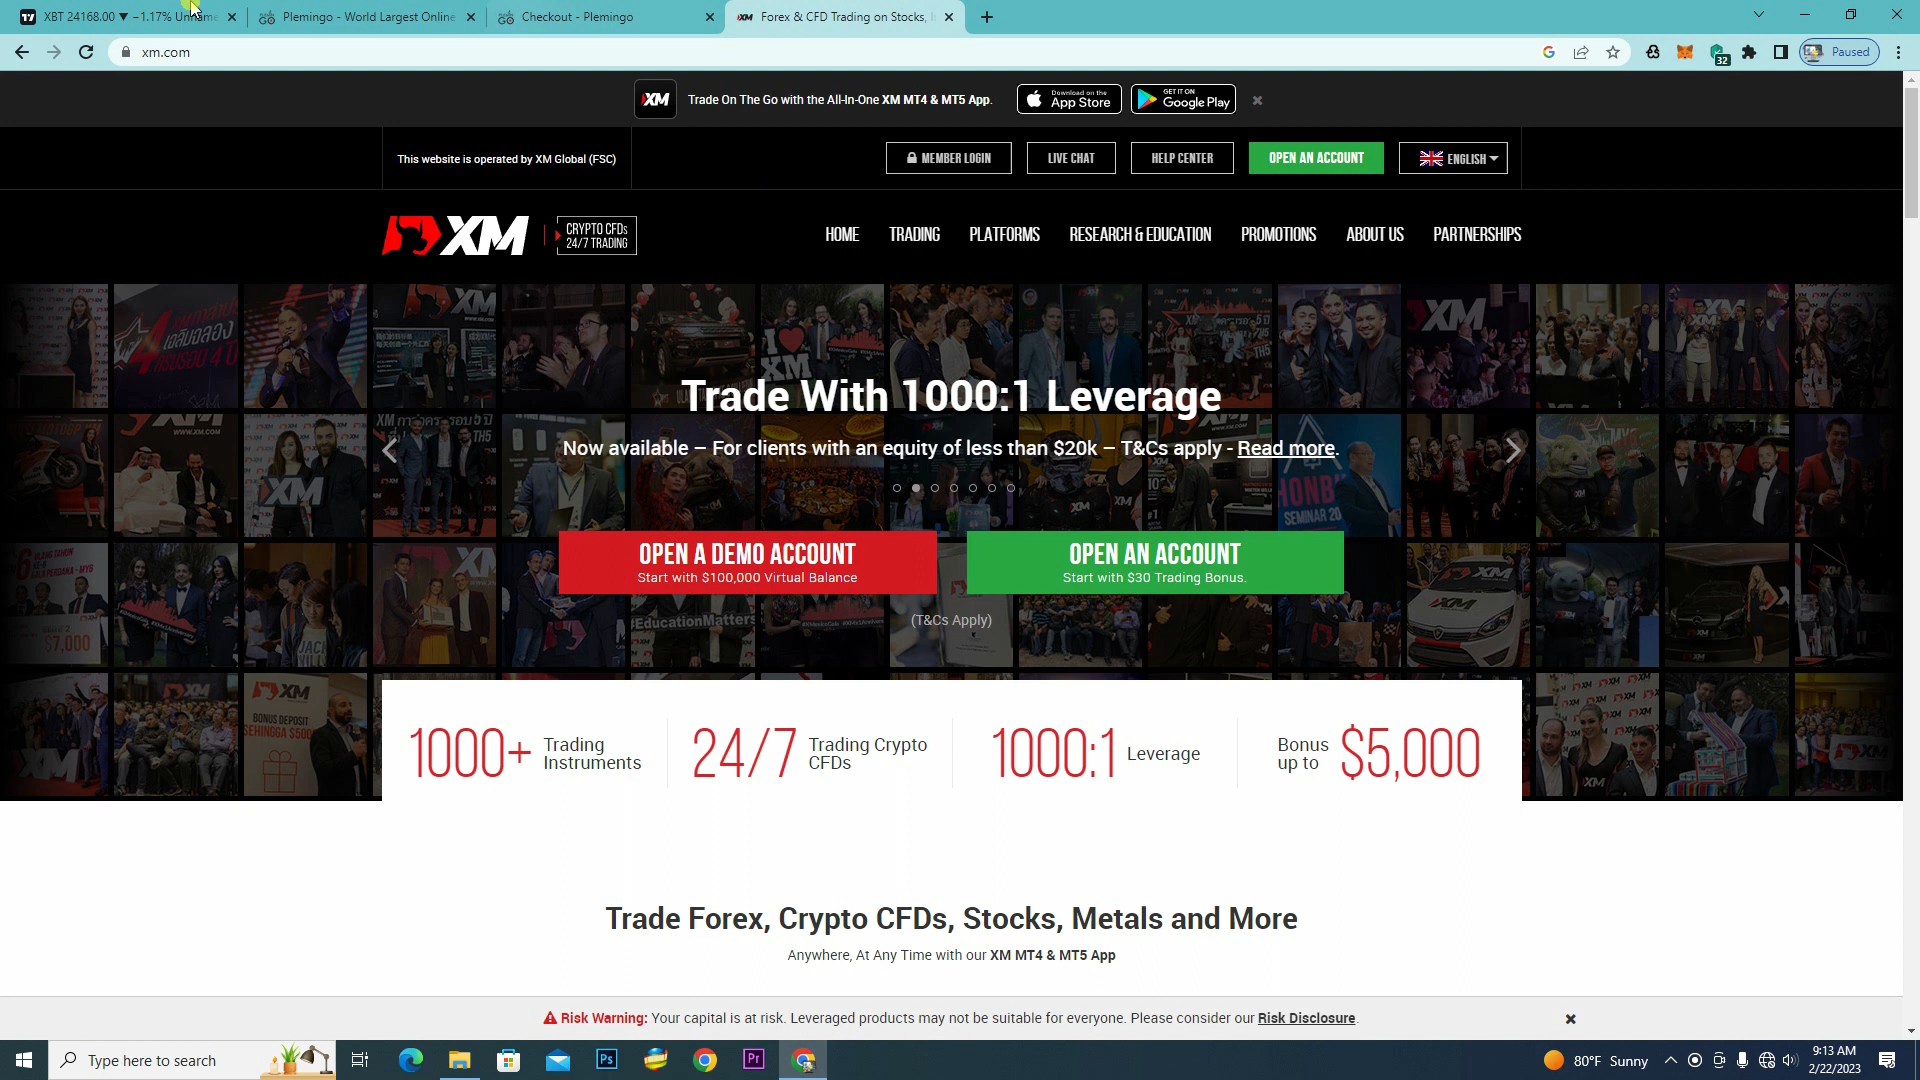 XBT 24168.00 ▼ −1.17% Unname
Plemingo - World Largest Online
Checkout - Plemingo
Forex & CFD Trading on Stocks,
xm.com
32
Paused
XM
Trade On The Go with the All-In-One XM MT4 & MT5 App.
Download on the
App Store
GET IT ON
Google Play
This website is operated by XM Global (FSC)
MEMBER LOGIN
LIVE CHAT
HELP CENTER
OPEN AN ACCOUNT
ENGLISH
XM
CRYPTO CFDs
24/7 TRADING
HOME
TRADING
PLATFORMS
RESEARCH & EDUCATION
PROMOTIONS
ABOUT US
PARTNERSHIPS
Trade With 1000:1 Leverage
Now available – For clients with an equity of less than $20k – T&Cs apply - Read more.
OPEN A DEMO ACCOUNT
Start with $100,000 Virtual Balance
OPEN AN ACCOUNT
Start with $30 Trading Bonus.
(T&Cs Apply)
#EducationMatters
$7,000
1000+ Trading
Instruments
24/7 Trading Crypto
CFDs
1000:1 Leverage
Bonus
up to $5,000
Trade Forex, Crypto CFDs, Stocks, Metals and More
Anywhere, At Any Time with our XM MT4 & MT5 App
Risk Warning: Your capital is at risk. Leveraged products may not be suitable for everyone. Please consider our Risk Disclosure.
Type here to search
Ps
Pr
80°F Sunny
9:13 AM
2/22/2023